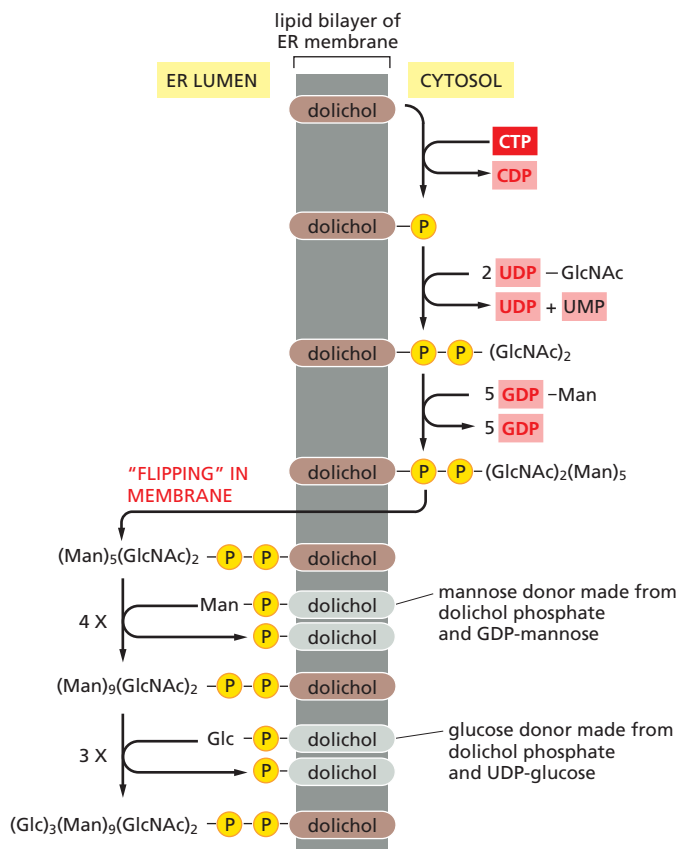 lipid bilayer of
ER membrane
ER LUMEN
CYTOSOL
dolichol
CTP
CDP
dolichol –P
2 UDP –GlcNAc
UDP + UMP
dolichol –P–P– (GlcNAc)2
5 GDP –Man
5 GDP
dolichol –P–P–(GlcNAc)2(Man)5
"FLIPPING" IN
MEMBRANE
(Man)5(GlcNAc)2 –P–P– dolichol
4 X
Man –P– dolichol
P– dolichol
mannose donor made from
dolichol phosphate
and GDP-mannose
(Man)9(GlcNAc)2 –P–P– dolichol
3 X
Glc –P– dolichol
P– dolichol
glucose donor made from
dolichol phosphate
and UDP-glucose
(Glc)3(Man)9(GlcNAc)2 –P–P– dolichol